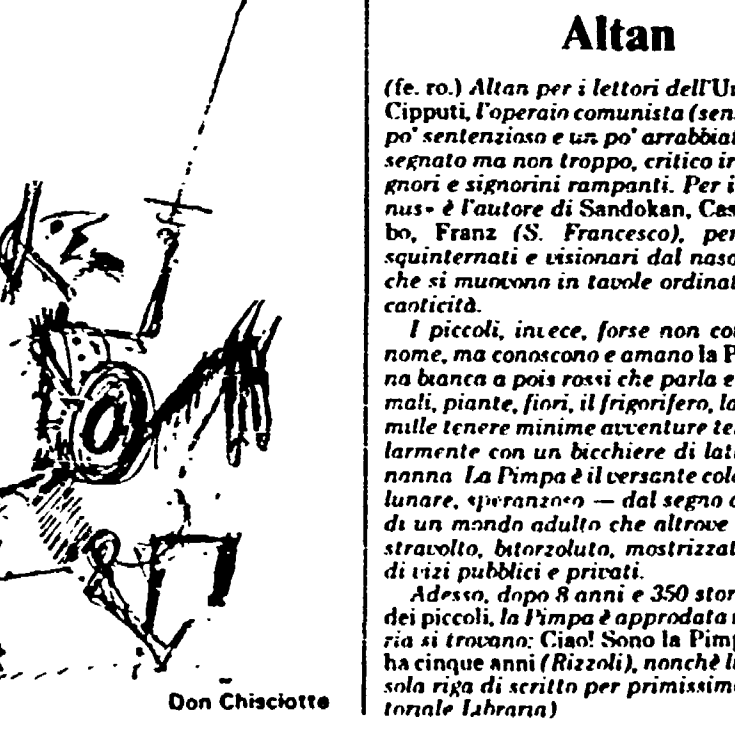 Altan
(fe. ro.) Altan per i lettori dell'Un
Cipputi, l'operaio comunista (sen
po' sentenzioso e un po' arrabbiat
segnato ma non troppo, critico ir
gnori e signorini rampanti. Per i
nus» è l'autore di Sandokan, Cas
bo, Franz (S. Francesco), per
squinternati e visionari dal naso
che si muovono in tavole ordinat
caoticità.
I piccoli, invece, forse non co
nome, ma conoscono e amano la P
na bianca a pois rossi che parla e
mali, piante, fiori, il frigorifero, la
mille tenere minime avventure te
larmente con un bicchiere di latt
nanna La Pimpa è il versante col
lunare, speranzoso — dal segno
di un mondo adulto che altrove
stravolto, bitorzoluto, mostrizzat
di vizi pubblici e privati.
Adesso, dopo 8 anni e 350 stor
dei piccoli, la Pimpa è approdata
ria si trovano: Ciao! Sono la Pimp
ha cinque anni (Rizzoli), nonchè l
sola riga di scritto per primissim
toriale Libraria)
Don Chisciotte